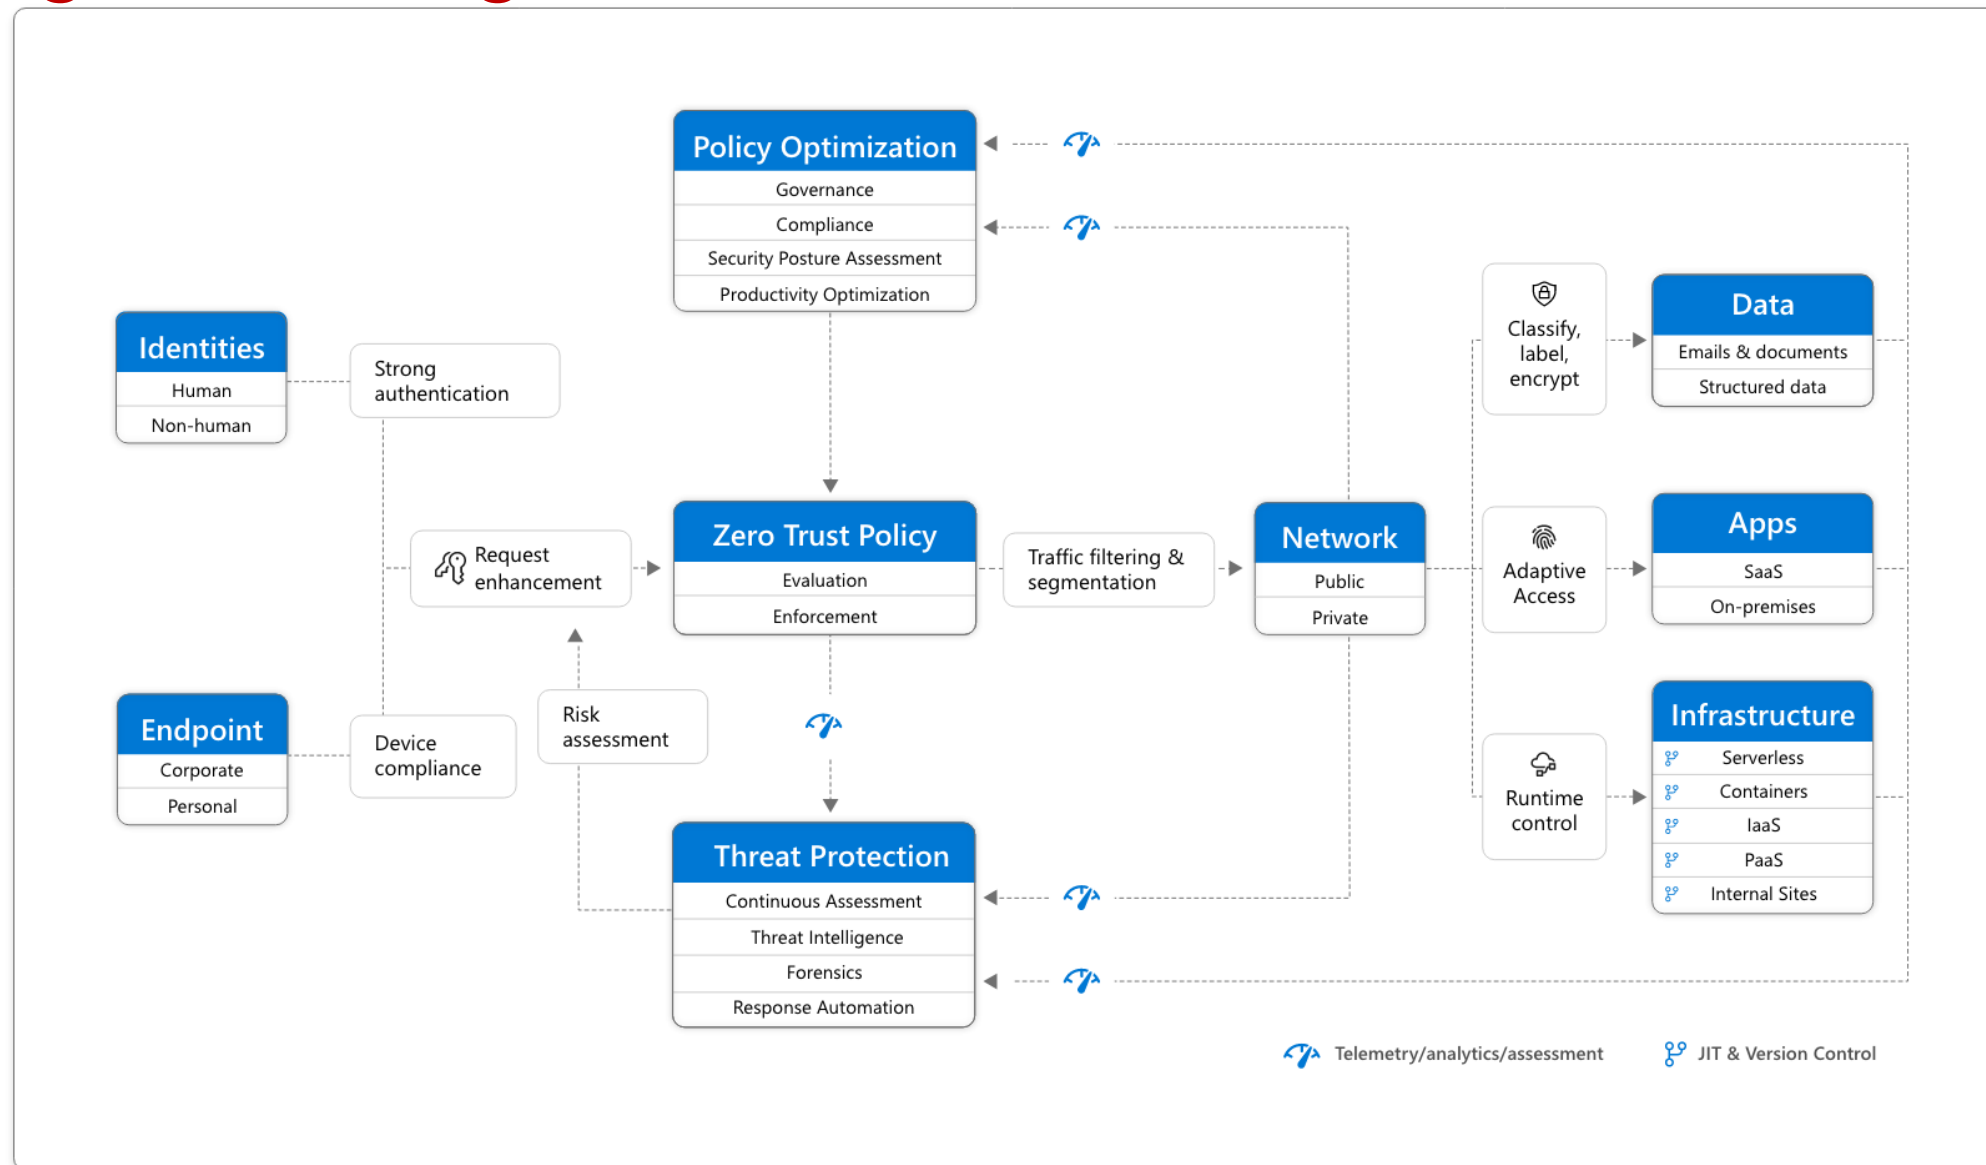 Policy Optimization
Governance
Compliance
Security Posture Assessment
Productivity Optimization
Identities
Human
Non-human
Strong
authentication
Endpoint
Corporate
Personal
Device
compliance
Request
enhancement
Risk
assessment
Zero Trust Policy
Evaluation
Enforcement
Threat Protection
Continuous Assessment
Threat Intelligence
Forensics
Response Automation
Traffic filtering &
segmentation
Network
Public
Private
Classify,
label,
encrypt
Data
Emails & documents
Structured data
Adaptive
Access
Apps
SaaS
On-premises
Runtime
control
Infrastructure
Serverless
Containers
IaaS
PaaS
Internal Sites
Telemetry/analytics/assessment
JIT & Version Control